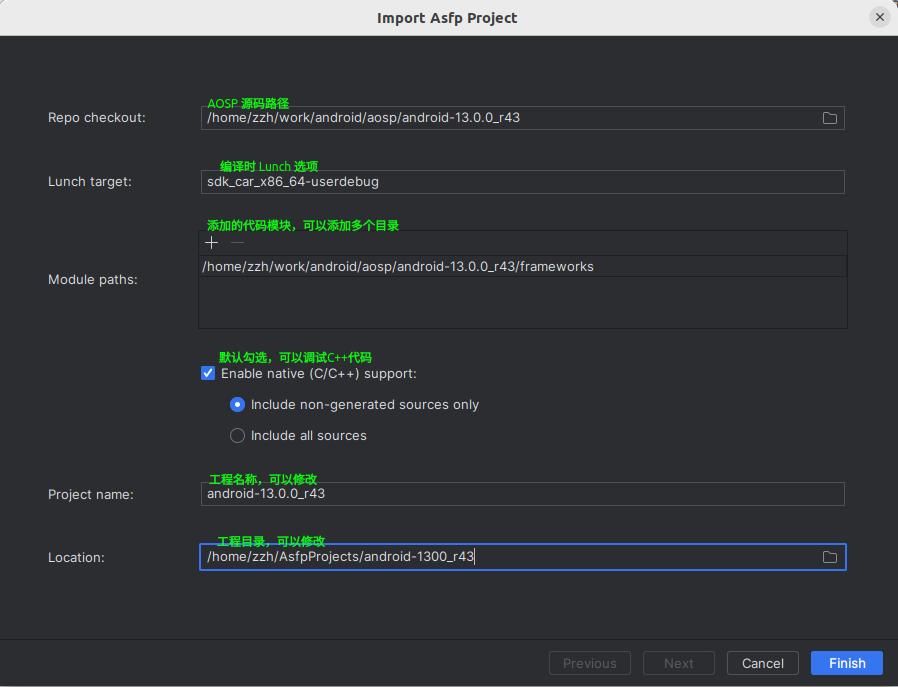 Import Asfp Project
AOSP 源码路径
Repo checkout:
/home/zzh/work/android/aosp/android-13.0.0_r43
编译时 Lunch 选项
Lunch target:
sdk_car_x86_64-userdebug
添加的代码模块，可以添加多个目录
Module paths:
/home/zzh/work/android/aosp/android-13.0.0_r43/frameworks
默认勾选，可以调试C++代码
Enable native (C/C++) support:
Include non-generated sources only
Include all sources
工程名称，可以修改
Project name:
android-13.0.0_r43
工程目录，可以修改
Location:
/home/zzh/AsfpProjects/android-1300_r43
Previous
Next
Cancel
Finish